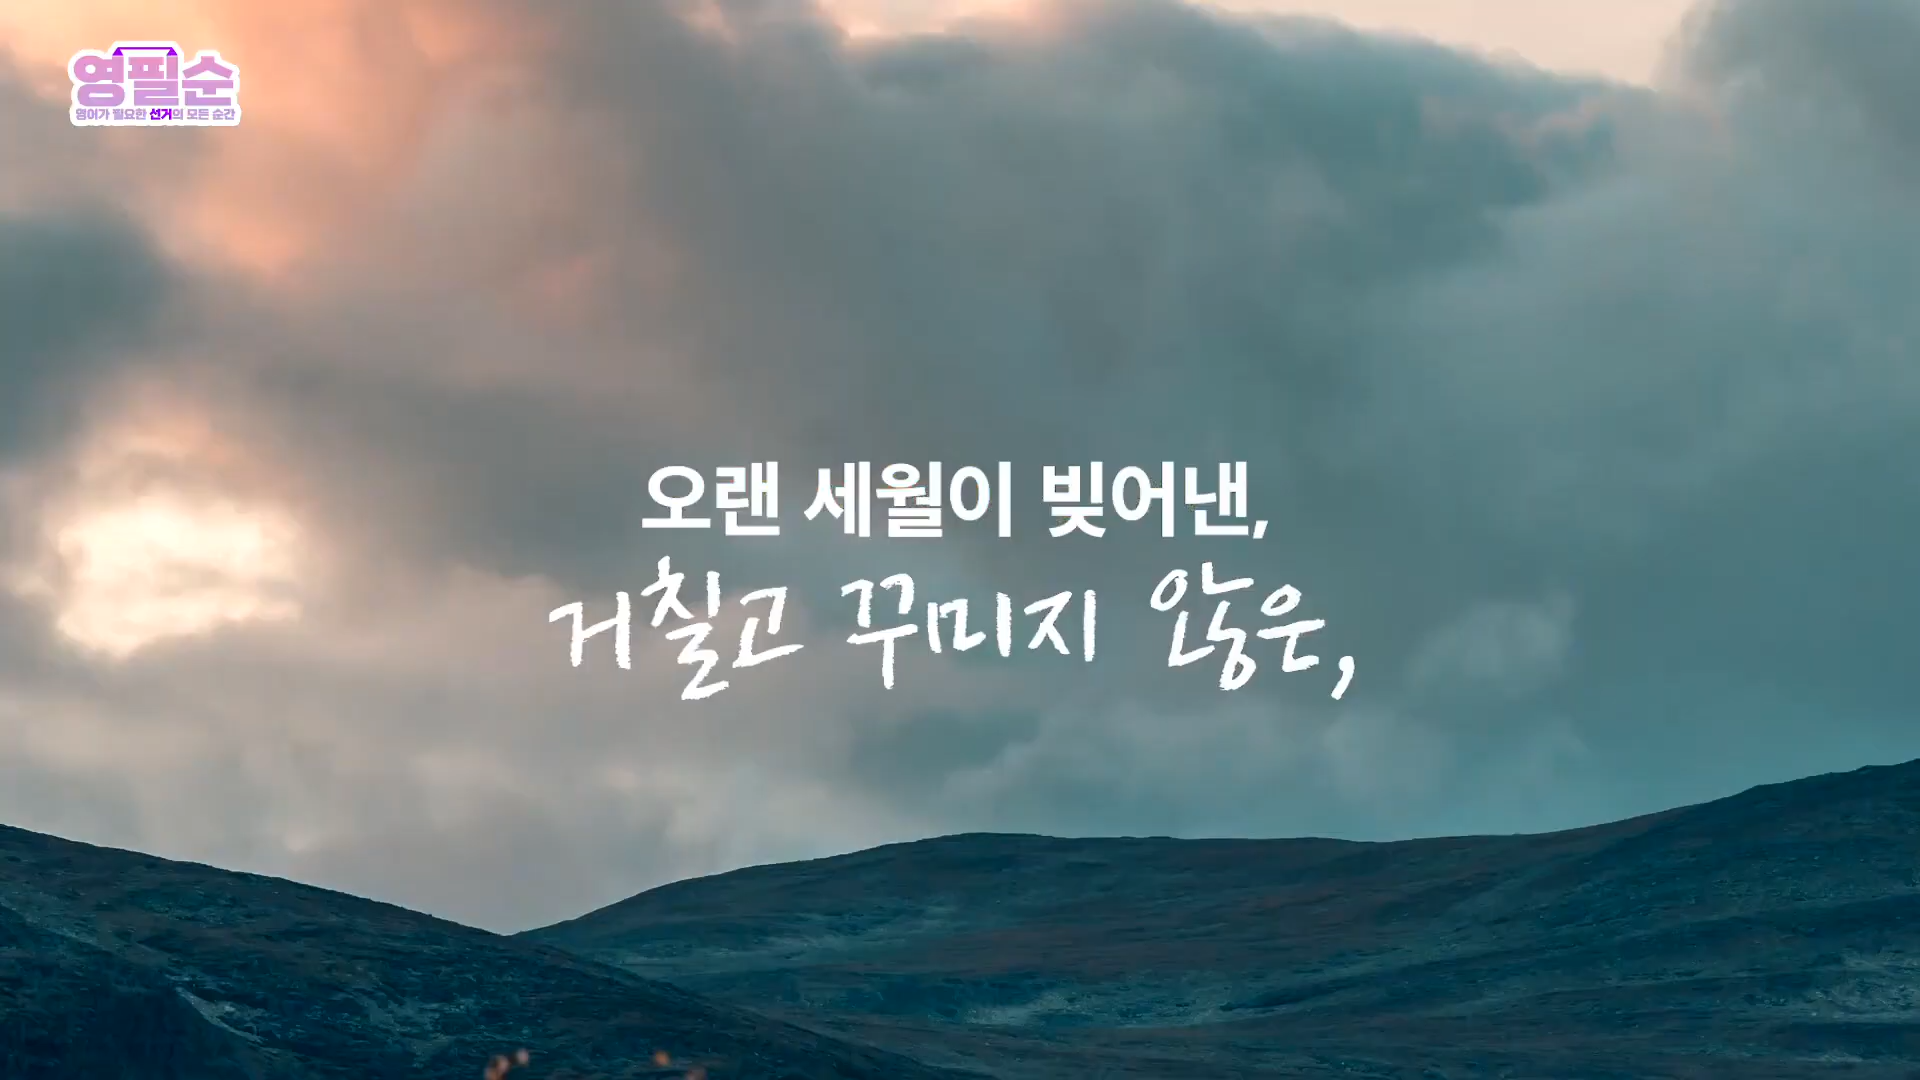 영필순
영어가 필요한 선거의 모든 순간
오랜 세월이 빚어낸,
거칠고 꾸미지 않은,